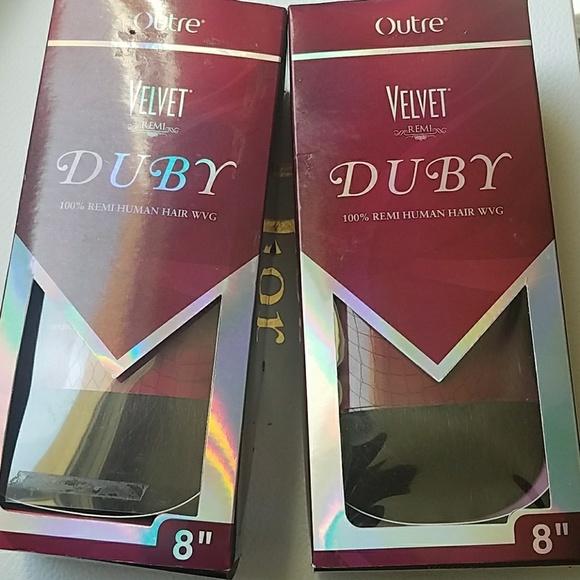 Outre®
VELVET®
REMI
DUBY
100% REMI HUMAN HAIR WVG
8"
Outre®
VELVET®
REMI
DUBY
100% REMI HUMAN HAIR WVG
8"